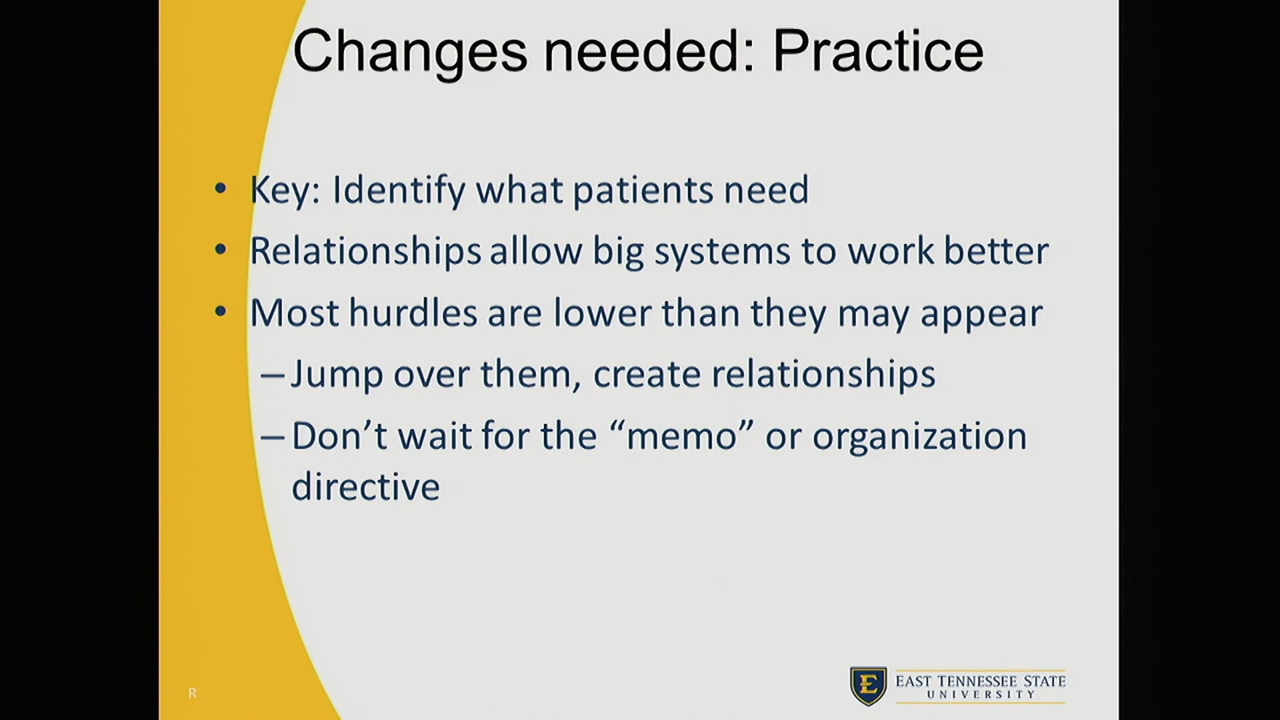 Changes needed: Practice
• Key: Identify what patients need
• Relationships allow big systems to work better
• Most hurdles are lower than they may appear
–Jump over them, create relationships
–Don’t wait for the “memo” or organization
directive
R
E
EAST TENNESSEE STATE
UNIVERSITY